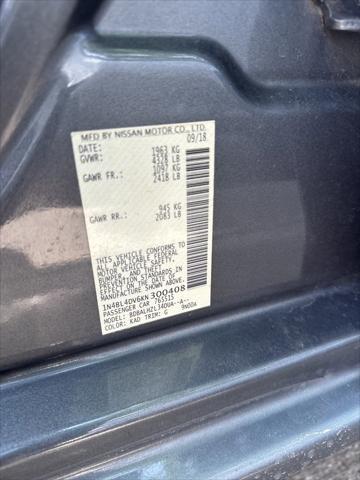 MFD BY NISSAN MOTOR CO., LTD.
DATE: 09/18
GVWR: 1963 KG
4328 LB
GAWR FR.: 1097 KG
2418 LB
GAWR RR.: 945 KG
2083 LB
THIS VEHICLE CONFORMS TO
ALL APPLICABLE FEDERAL
MOTOR VEHICLE SAFETY,
BUMPER, AND THEFT
PREVENTION STANDARDS IN
EFFECT ON THE DATE OF
MANUFACTURE SHOWN
ABOVE.
1N4BL4DV6KN300408
PASSENGER CAR 765515
MODEL: BDBALHZL34DUA--A--
COLOR: KAD TRIM: G 9N00A